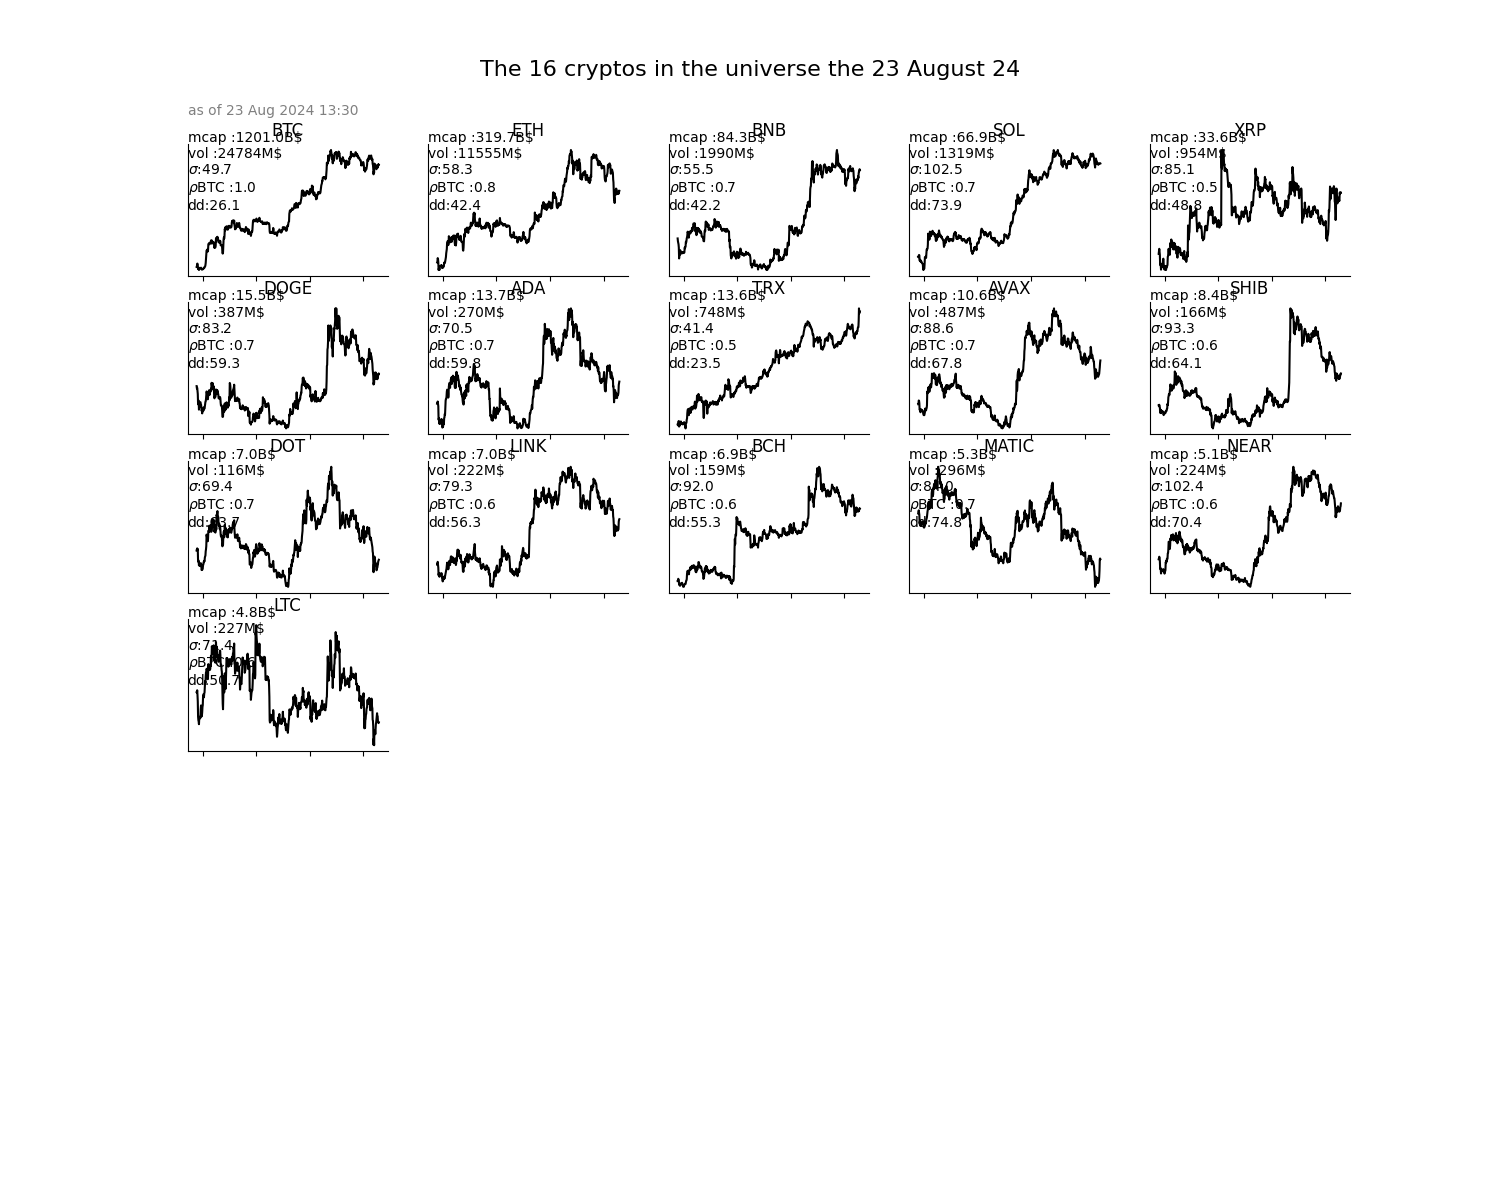 The 16 cryptos in the universe the 23 August 24
as of 23 Aug 2024 13:30
BTC
mcap :1201.0B$
vol :24784M$
σ:49.7
ρBTC :1.0
dd:26.1
ETH
mcap :319.7B$
vol :11555M$
σ:58.3
ρBTC :0.8
dd:42.4
BNB
mcap :84.3B$
vol :1990M$
σ:55.5
ρBTC :0.7
dd:42.2
SOL
mcap :66.9B$
vol :1319M$
σ:102.5
ρBTC :0.7
dd:73.9
XRP
mcap :33.6B$
vol :954M$
σ:85.1
ρBTC :0.5
dd:48.8
DOGE
mcap :15.5B$
vol :387M$
σ:83.2
ρBTC :0.7
dd:59.3
ADA
mcap :13.7B$
vol :270M$
σ:70.5
ρBTC :0.7
dd:59.8
TRX
mcap :13.6B$
vol :748M$
σ:41.4
ρBTC :0.5
dd:23.5
AVAX
mcap :10.6B$
vol :487M$
σ:88.6
ρBTC :0.7
dd:67.8
SHIB
mcap :8.4B$
vol :166M$
σ:93.3
ρBTC :0.6
dd:64.1
DOT
mcap :7.0B$
vol :116M$
σ:69.4
ρBTC :0.7
LINK
mcap :7.0B$
vol :222M$
σ:79.3
ρBTC :0.6
dd:56.3
BCH
mcap :6.9B$
vol :159M$
σ:92.0
ρBTC :0.6
dd:55.3
MATIC
mcap :5.3B$
vol :296M$
ρBTC :0.7
dd:74.8
NEAR
mcap :5.1B$
vol :224M$
σ:102.4
ρBTC :0.6
dd:70.4
LTC
mcap :4.8B$
vol :227M$
ρBTC
dd:50.7